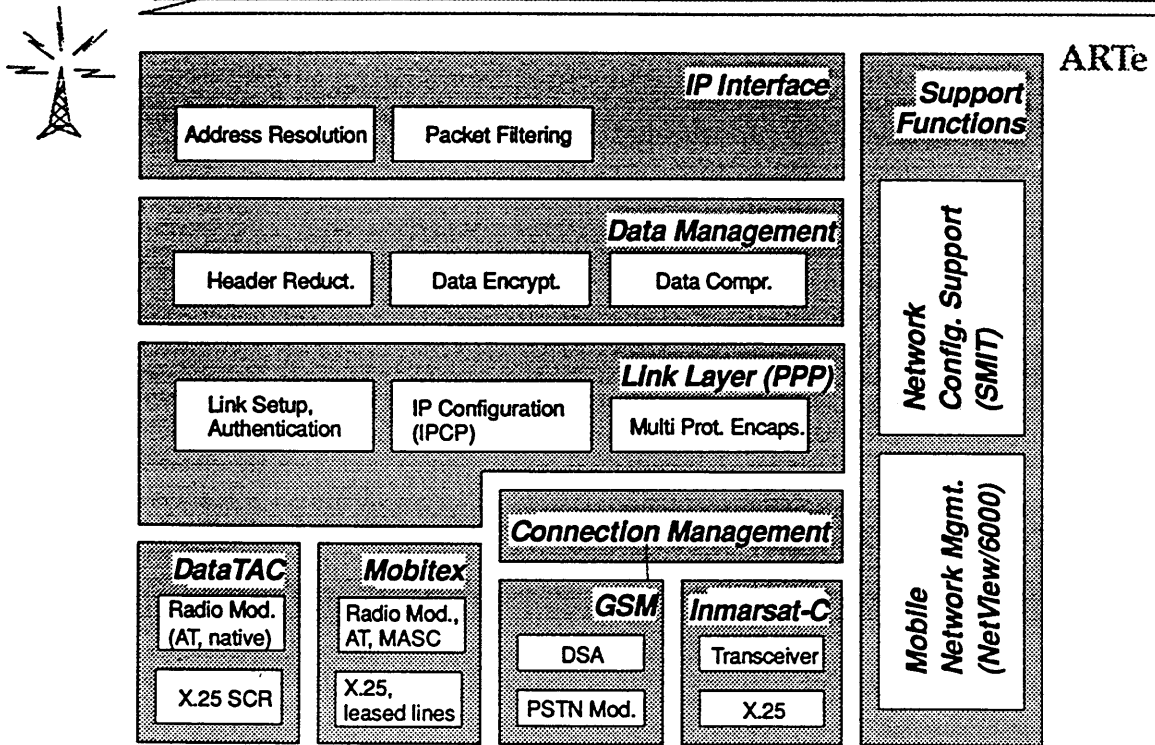 ARTe
IP Interface
Address Resolution
Packet Filtering
Data Management
Header Reduct.
Data Encrypt.
Data Compr.
Link Layer (PPP)
Link Setup,
Authentication
IP Configuration
(IPCP)
Multi Prot. Encaps.
Connection Management
DataTAC
Radio Mod.
(AT, native)
X.25 SCR
Mobitex
Radio Mod.,
AT, MASC
X.25,
leased lines
GSM
DSA
PSTN Mod.
Inmarsat-C
Transceiver
X.25
Support
Functions
Network
Config. Support
(SMIT)
Mobile
Network Mgmt.
(NetView/6000)